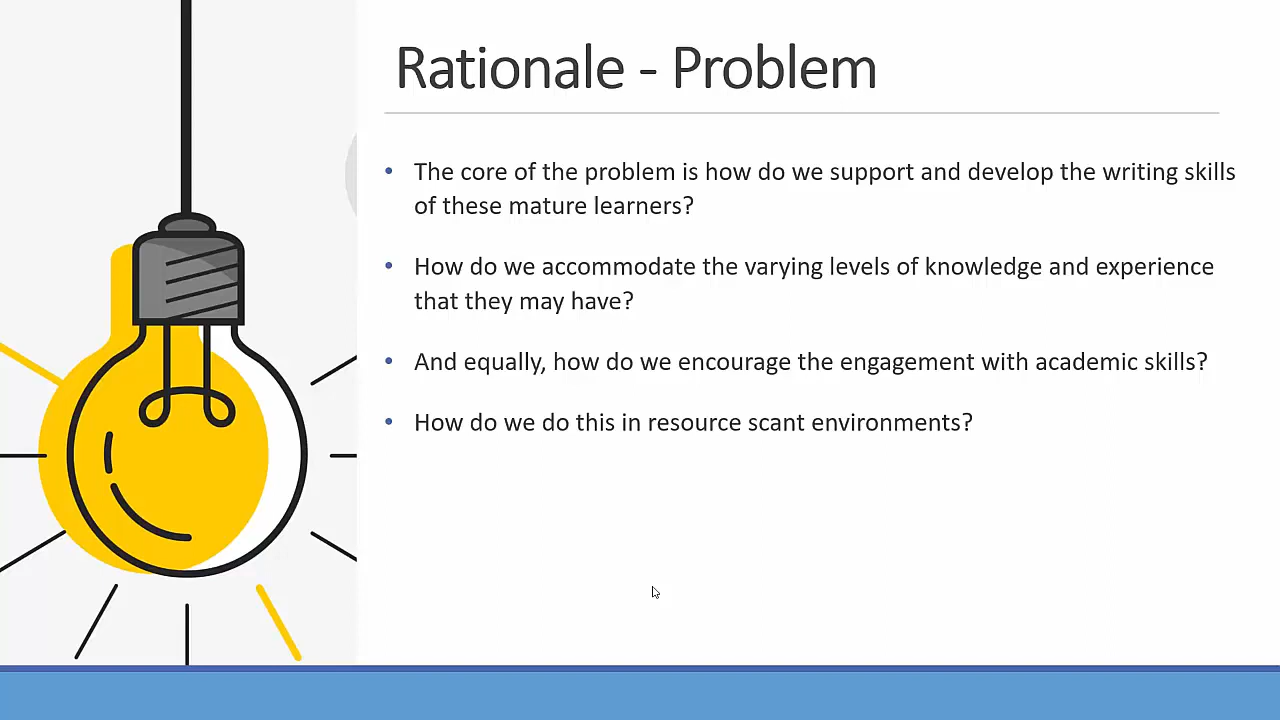 Rationale - Problem
• The core of the problem is how do we support and develop the writing skills
of these mature learners?
• How do we accommodate the varying levels of knowledge and experience
that they may have?
• And equally, how do we encourage the engagement with academic skills?
• How do we do this in resource scant environments?